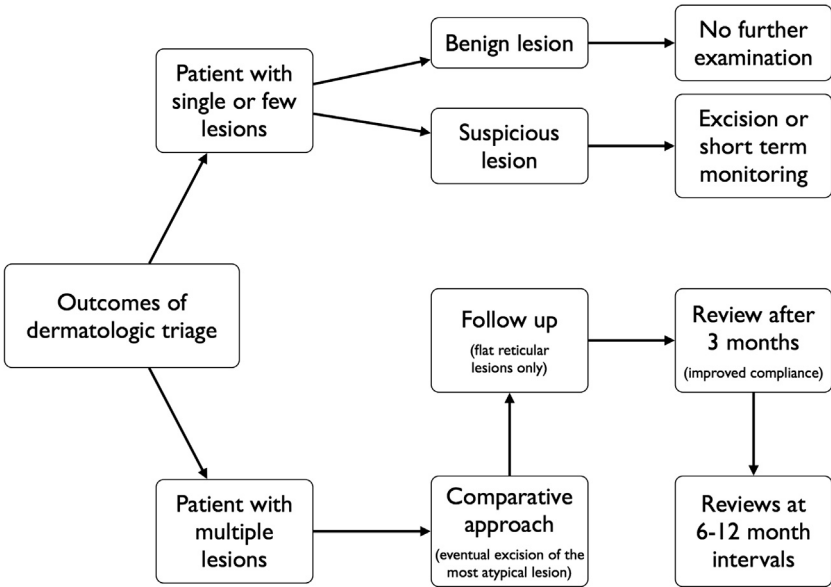 Outcomes of
dermatologic triage
Patient with
single or few
lesions
Benign lesion
No further
examination
Suspicious
lesion
Excision or
short term
monitoring
Patient with
multiple
lesions
Comparative
approach
(eventual excision of the
most atypical lesion)
Follow up
(flat reticular
lesions only)
Review after
3 months
(improved compliance)
Reviews at
6-12 month
intervals